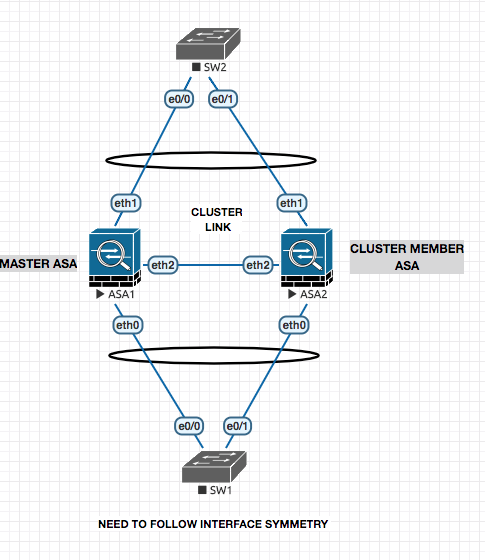 SW2
e0/0
e0/1
eth1
eth1
CLUSTER
LINK
MASTER ASA
eth2
eth2
CLUSTER MEMBER
ASA
ASA1
ASA2
eth0
eth0
e0/0
e0/1
SW1
NEED TO FOLLOW INTERFACE SYMMETRY